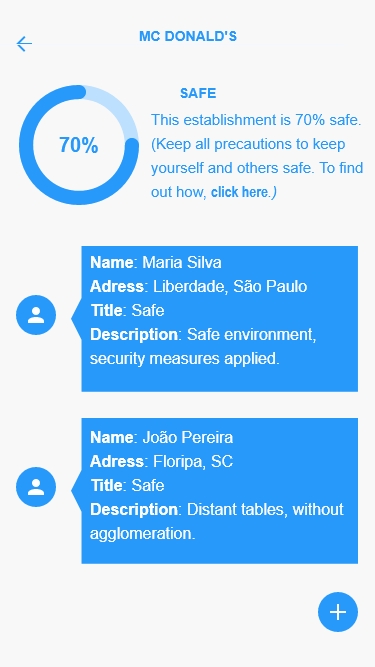 MC DONALD'S
SAFE
70%
This establishment is 70% safe.
(Keep all precautions to keep
yourself and others safe. To find
out how, click here.)
Name: Maria Silva
Adress: Liberdade, São Paulo
Title: Safe
Description: Safe environment,
security measures applied.
Name: João Pereira
Adress: Floripa, SC
Title: Safe
Description: Distant tables, without
agglomeration.